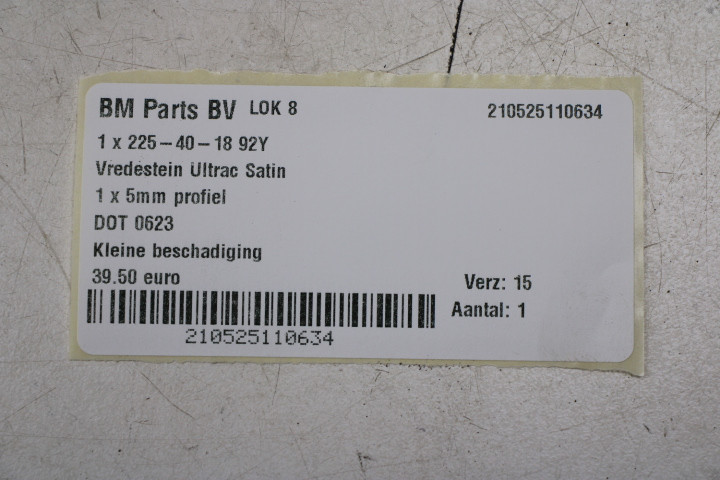 BM Parts BV LOK 8 210525110634
1 x 225-40-18 92Y
Vredestein Ultrac Satin
1 x 5mm profiel
DOT 0623
Kleine beschadiging
39.50 euro Verz: 15
Aantal: 1
210525110634